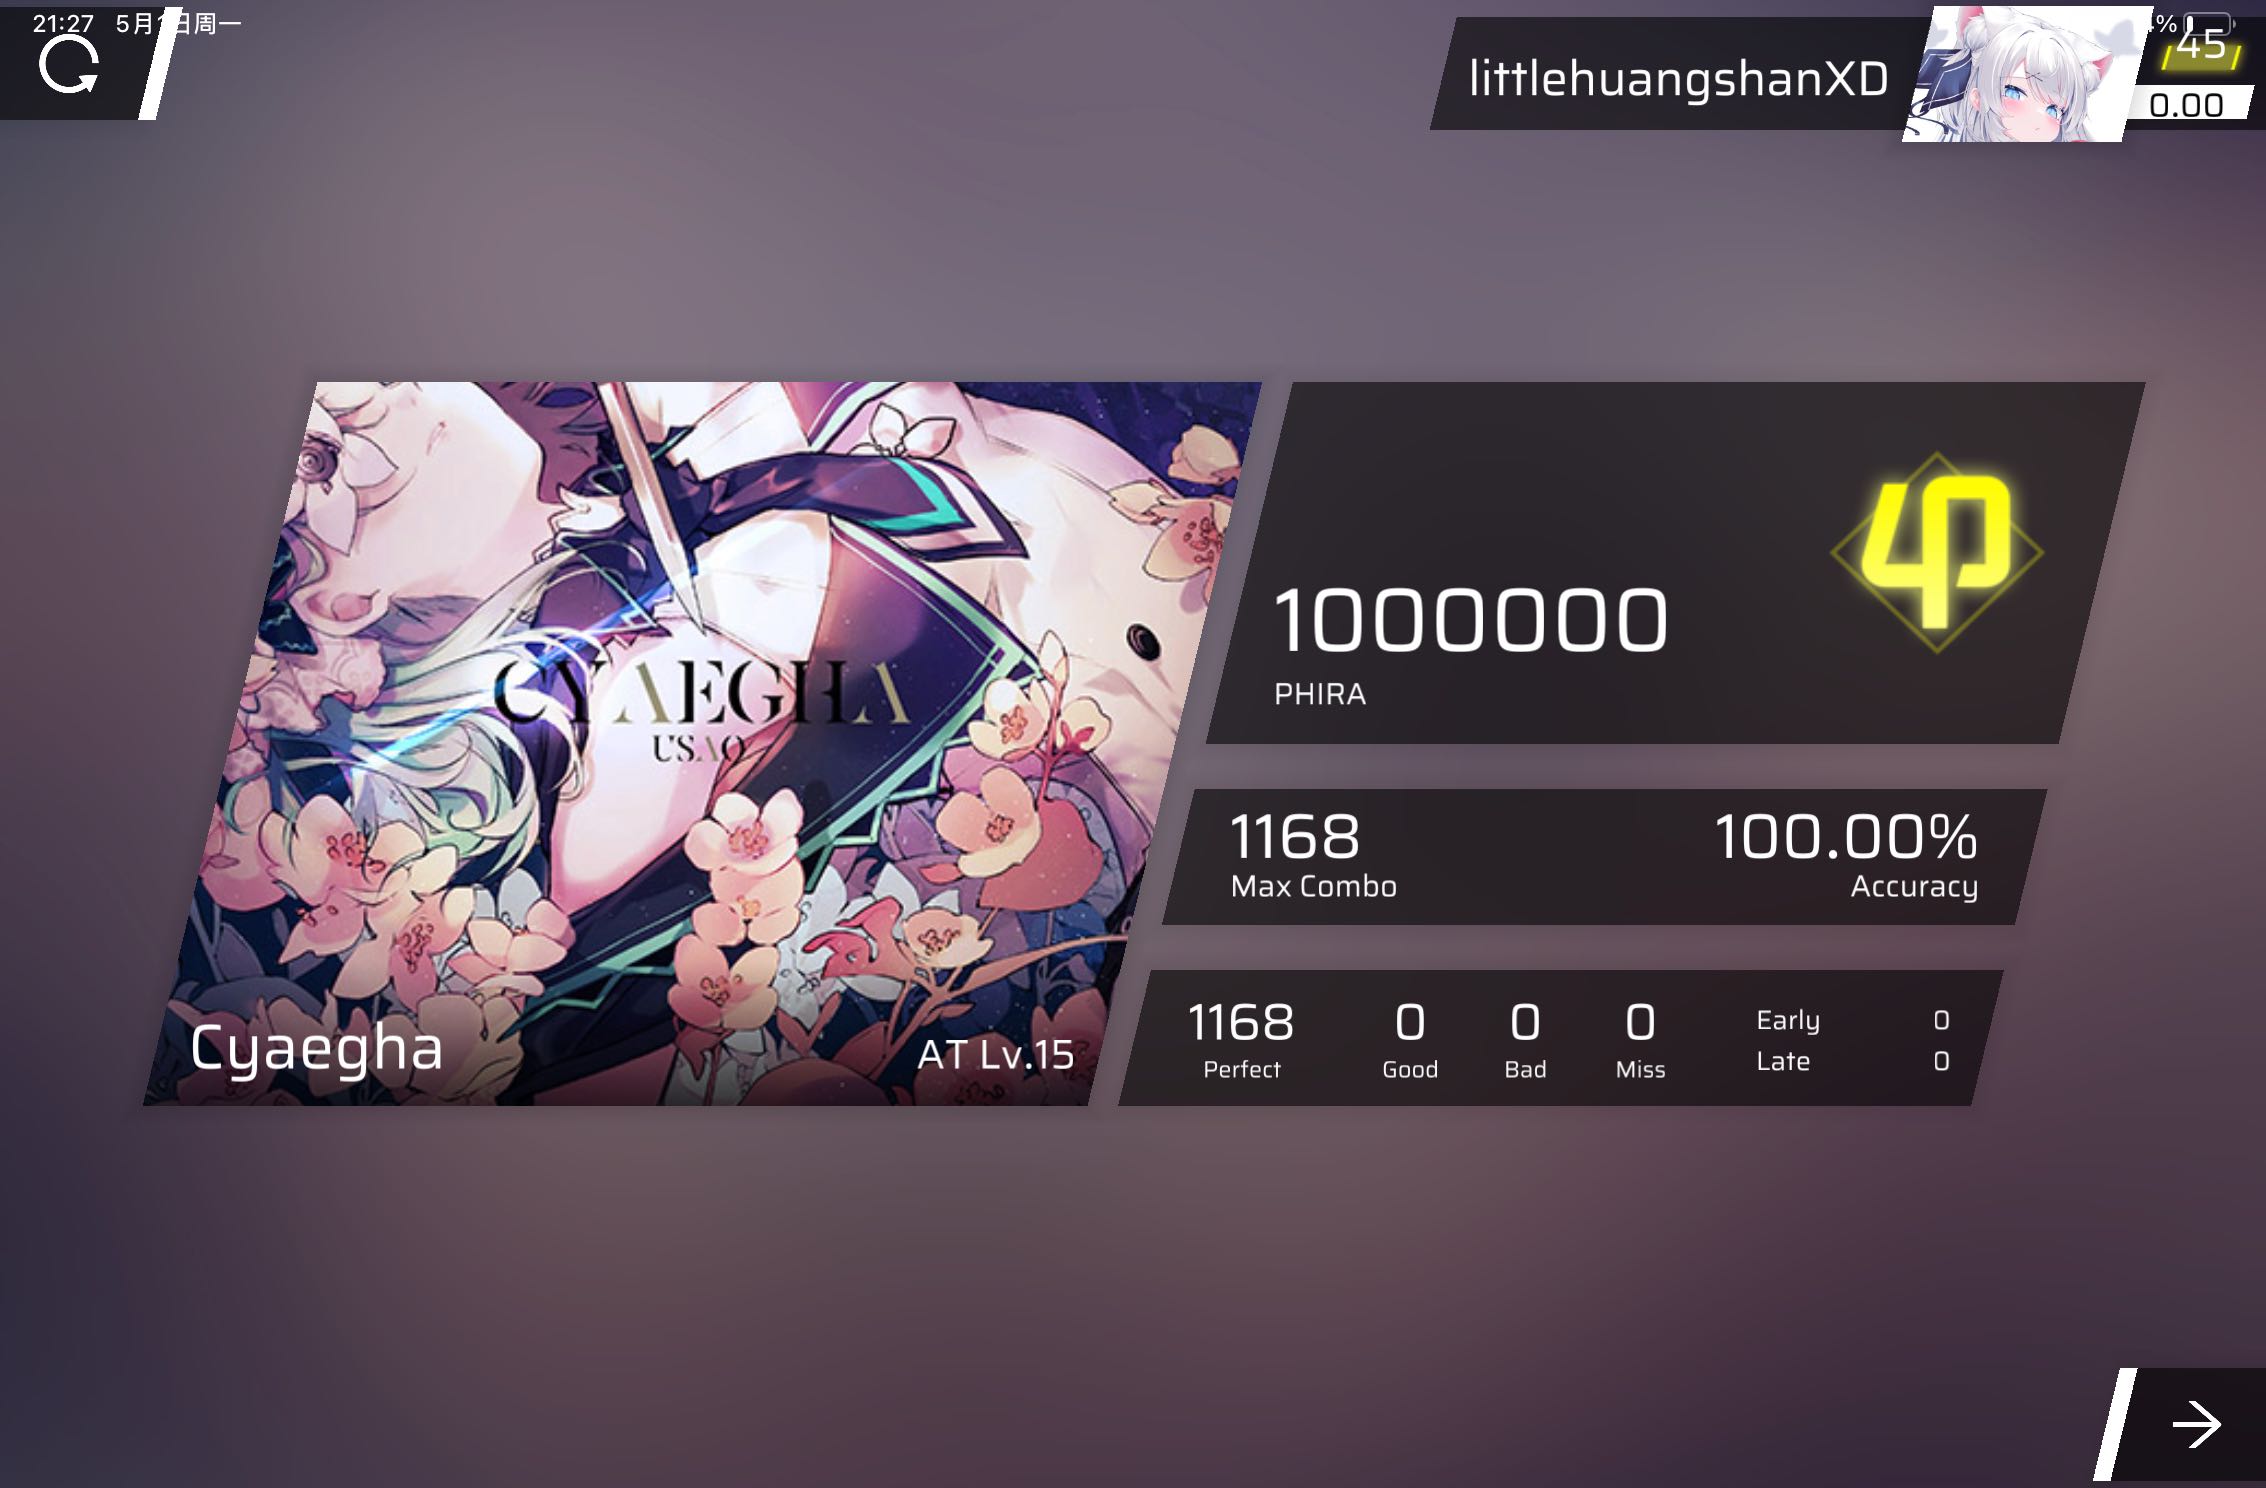 21:27 5月 日周一
4%
littlehuangshanXD
45
0.00
CYAEGHA
USAO
Cyaegha
AT Lv.15
1000000
PHIRA
1168
Max Combo
100.00%
Accuracy
1168
Perfect
0
Good
0
Bad
0
Miss
Early 0
Late 0